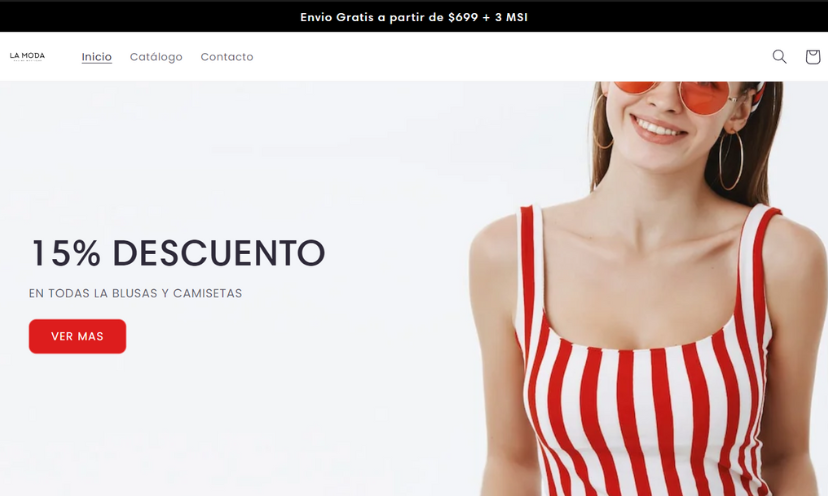 Envio Gratis a partir de $699 + 3 MSI
LA MODA
Inicio
Catálogo
Contacto
15% DESCUENTO
EN TODAS LA BLUSAS Y CAMISETAS
VER MAS